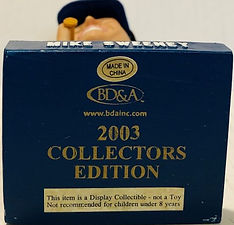 MIKE SWEENEY
MADE IN
CHINA
BD&A
www.bdainc.com
2003
COLLECTORS
EDITION
This item is a Display Collectible - not a Toy
Not recommended for children under 8 years